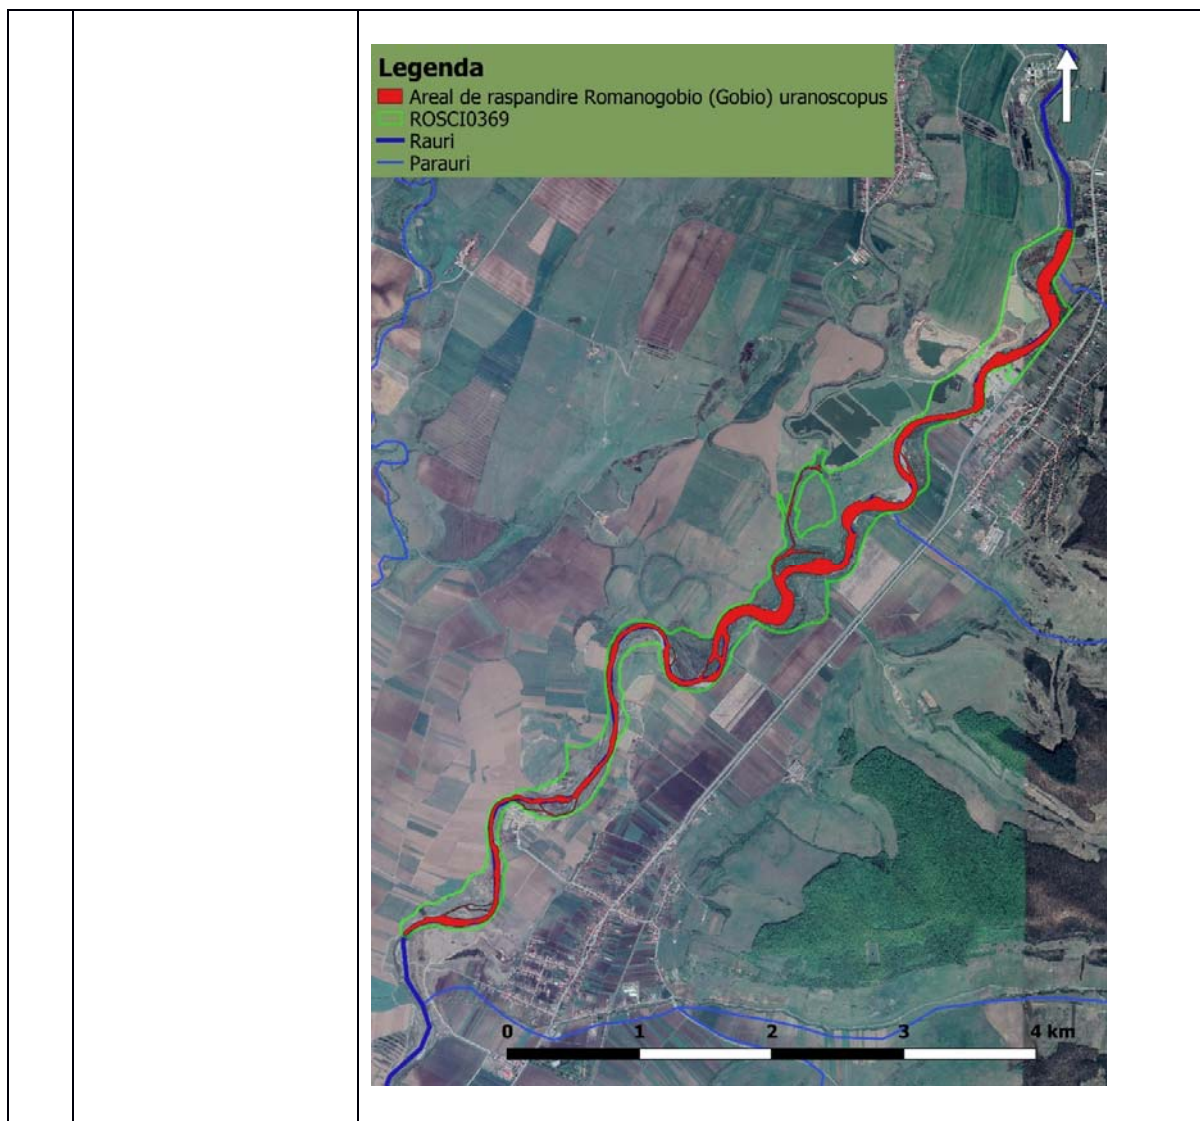 Legenda
Areal de raspandire Romanogobio (Gobio) uranoscopus
ROSCI0369
Rauri
Parauri
0 1 2 3 4 km